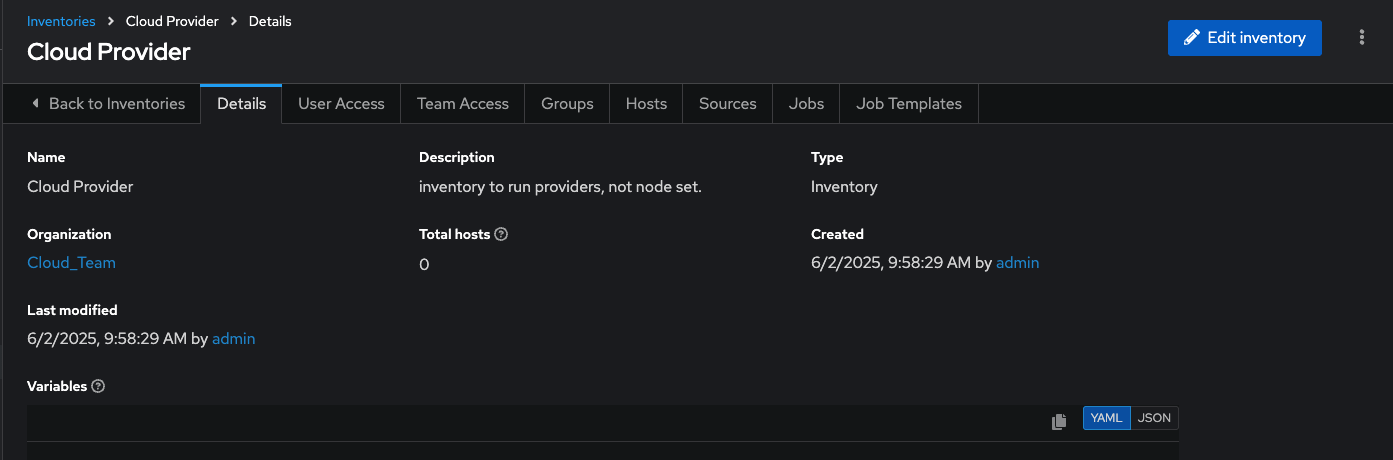 Inventories > Cloud Provider > Details
Cloud Provider
Edit inventory
Back to Inventories Details User Access Team Access Groups Hosts Sources Jobs Job Templates
Name Description Type
Cloud Provider inventory to run providers, not node set. Inventory
Organization Total hosts Created
Cloud_Team 0 6/2/2025, 9:58:29 AM by admin
Last modified
6/2/2025, 9:58:29 AM by admin
Variables
YAML JSON